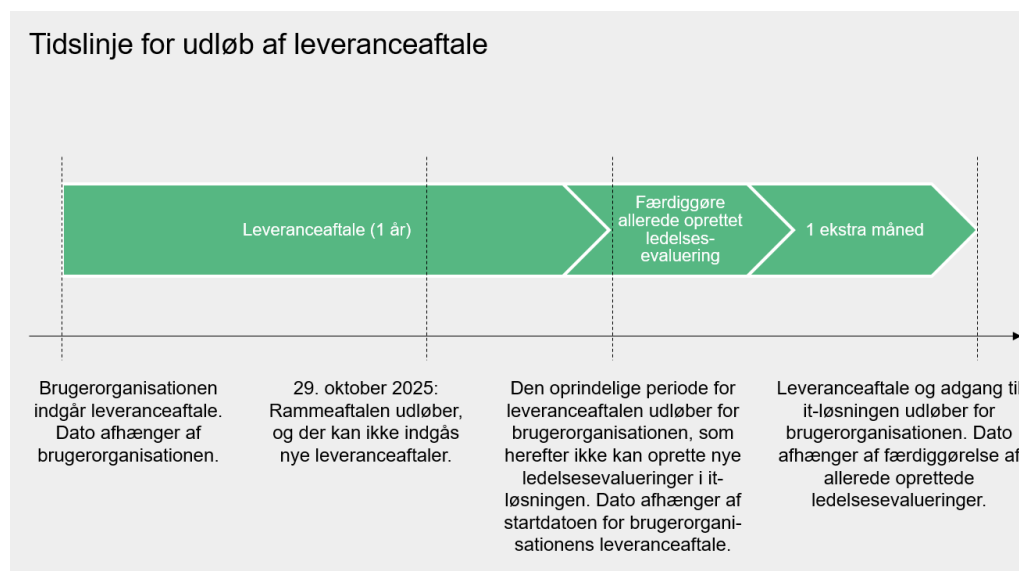 Tidslinje for udløb af leveranceaftale
Leveranceaftale (1 år)
Færdiggøre
allerede oprettet
ledelses-
evaluering
1 ekstra måned
Brugerorganisationen
indgår leveranceaftale.
Dato afhænger af
brugerorganisationen.
29. oktober 2025:
Rammeaftalen udløber,
og der kan ikke indgås
nye leveranceaftaler.
Den oprindelige periode for
leveranceaftalen udløber for
brugerorganisationen, som
herefter ikke kan oprette nye
ledelsesevalueringer i it-
løsningen. Dato afhænger af
startdatoen for brugerorgani-
sationens leveranceaftale.
Leveranceaftale og adgang til
it-løsningen udløber for
brugerorganisationen. Dato
afhænger af færdiggørelse af
allerede oprettede
ledelsesevalueringer.